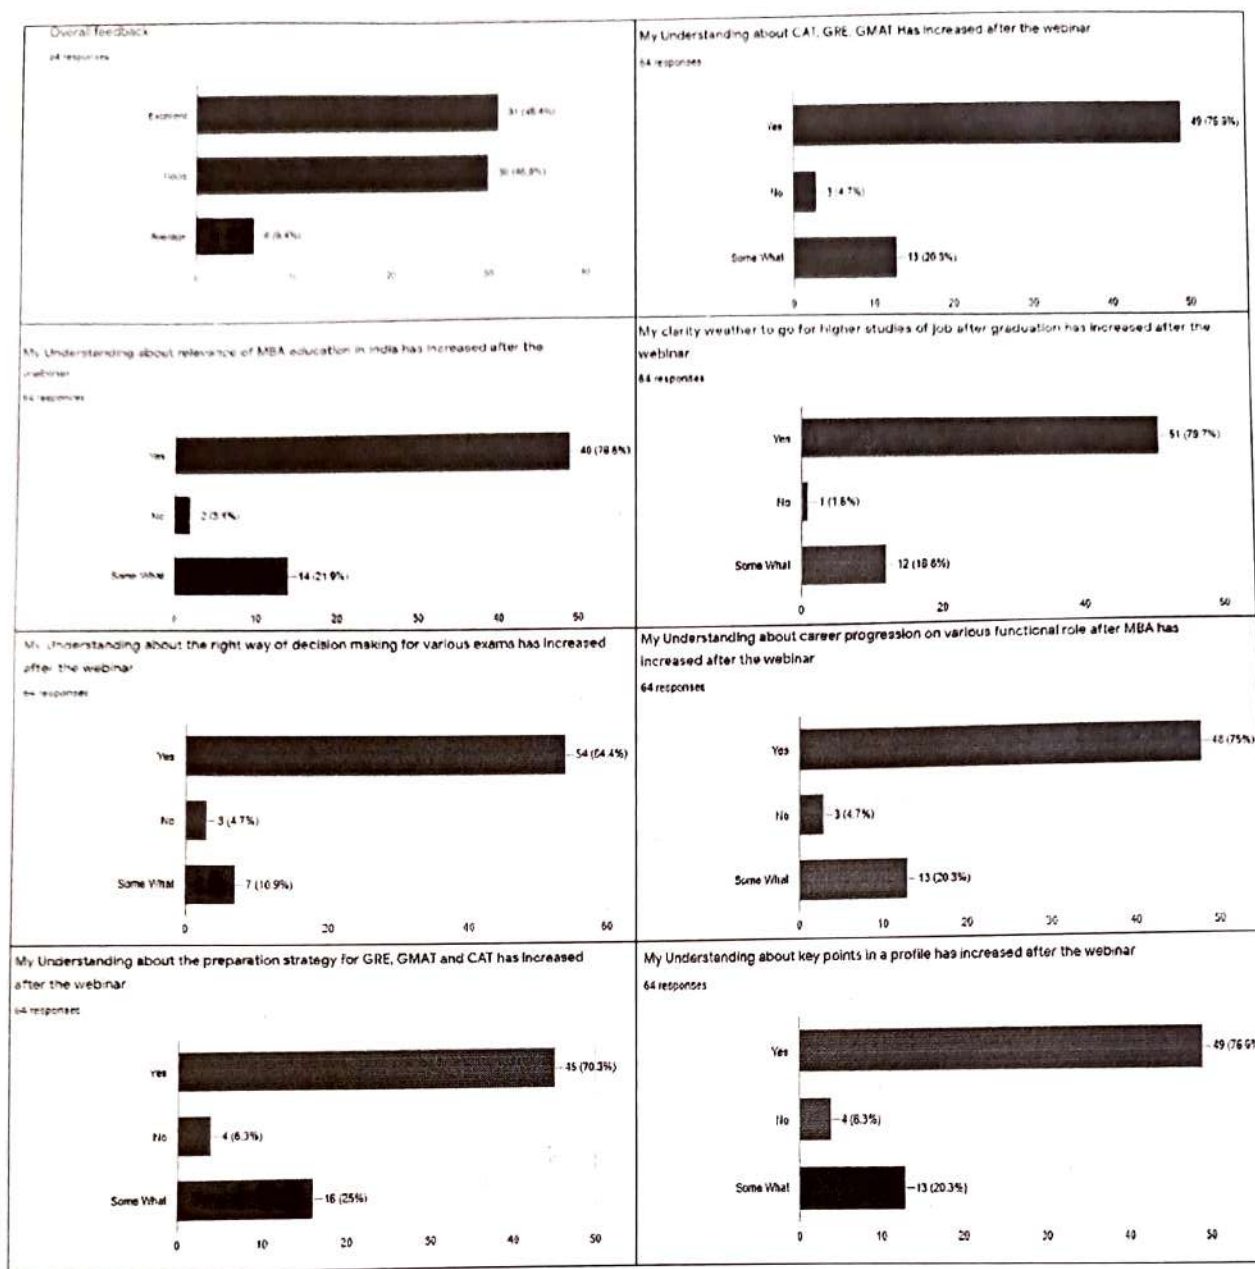 Overall feedback
64 responses
Excellent
31 (48.4%)
Good
30 (46.9%)
Average
6 (9.4%)
0 10 20 30 40
My Understanding about CAT, GRE, GMAT Has Increased after the webinar
64 responses
Yes
49 (76.6%)
No
3 (4.7%)
Some What
13 (20.3%)
0 10 20 30 40 50
My Understanding about relevance of MBA education in India has increased after the
webinar
64 responses
Yes
No
2 (3.1%)
Some What
14 (21.9%)
0 10 20 30 40 50
My clarity weather to go for higher studies of job after graduation has increased after the
webinar
64 responses
Yes
51 (79.7%)
No
1 (1.6%)
Some What
12 (18.8%)
0 20 40 50
My Understanding about the right way of decision making for various exams has increased
after the webinar
64 responses
Yes
54 (84.4%)
No
3 (4.7%)
Some What
7 (10.9%)
0 20 40 60
My Understanding about career progression on various functional role after MBA has
increased after the webinar
64 responses
Yes
48 (75%)
No
3 (4.7%)
Some What
13 (20.3%)
0 10 20 30 40 50
My Understanding about the preparation strategy for GRE, GMAT and CAT has increased
after the webinar
64 responses
Yes
45 (70.3%)
No
4 (6.3%)
Some What
16 (25%)
0 10 20 30 40 50
My Understanding about key points in a profile has increased after the webinar
64 responses
Yes
49 (76.6%
No
4 (6.3%)
Some What
13 (20.3%)
0 10 20 30 40 50